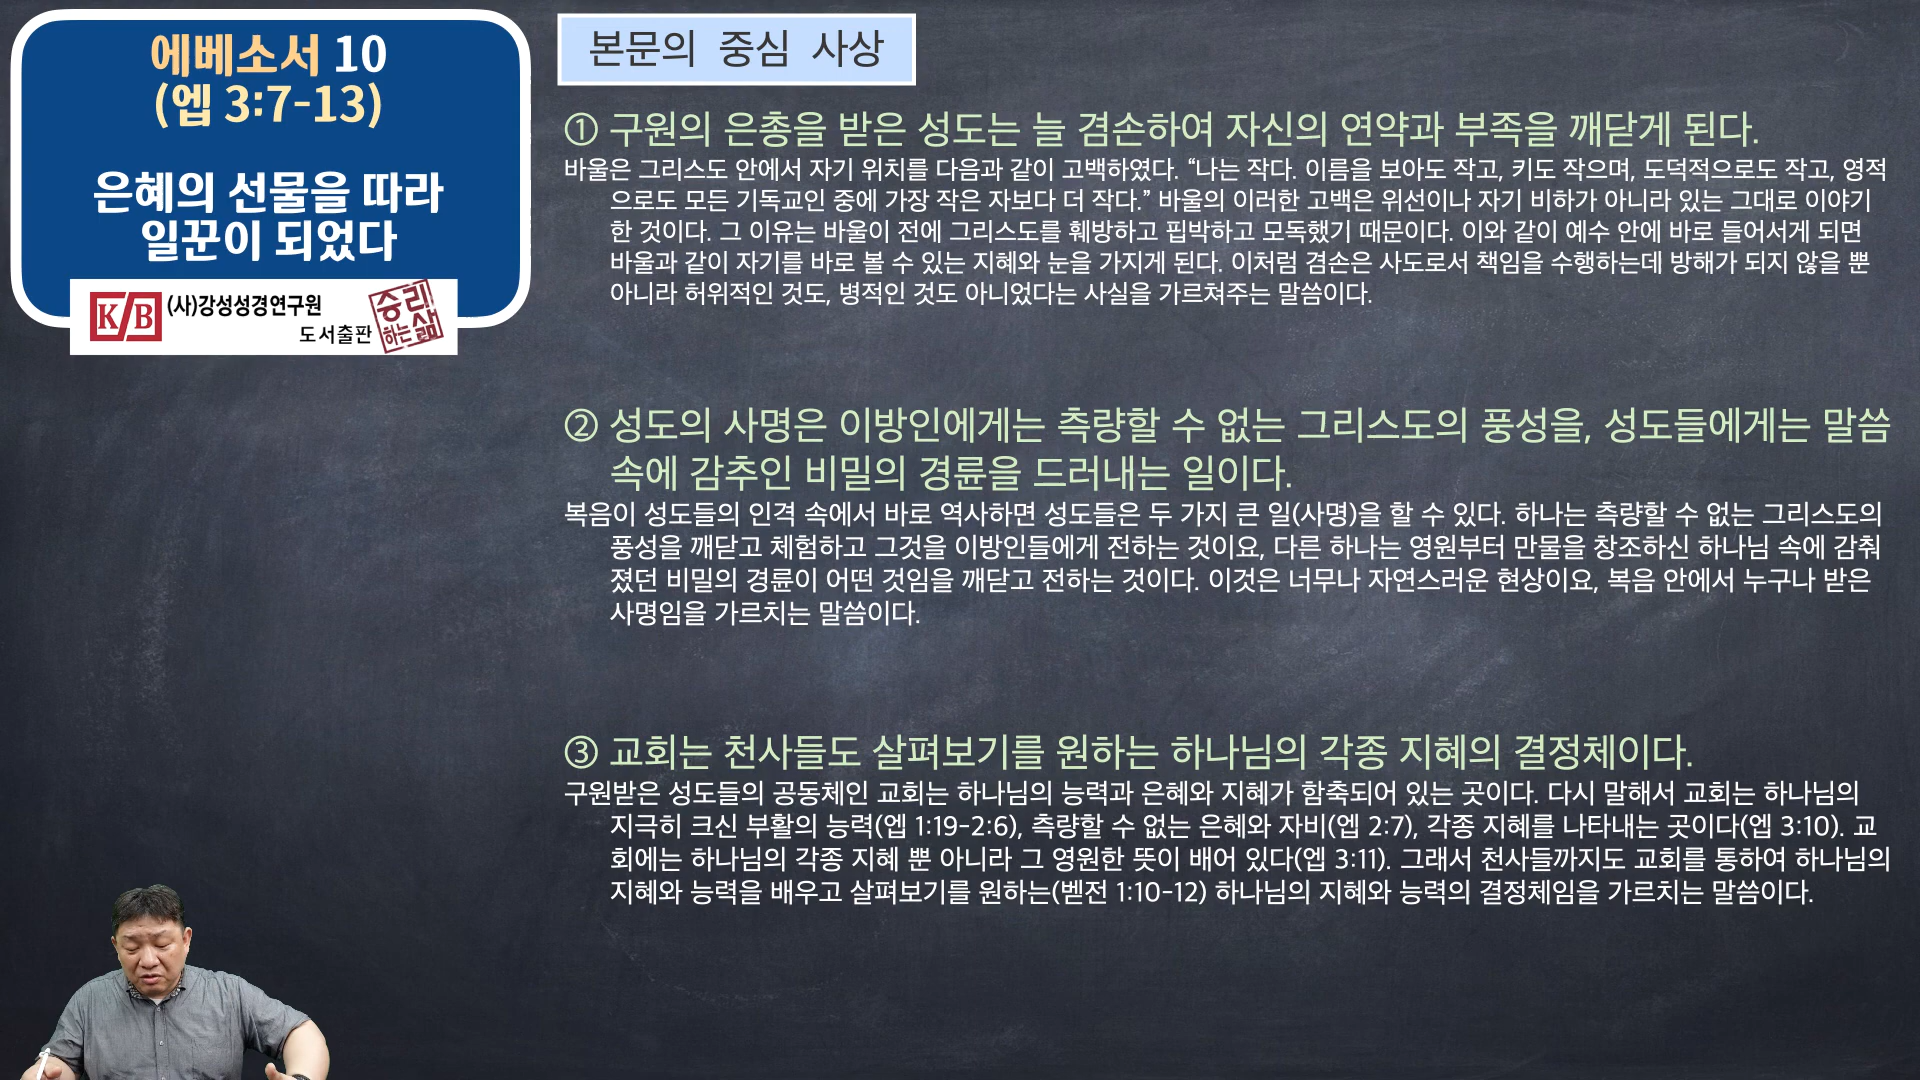 에베소서 10
(엡 3:7-13)
은혜의 선물을 따라
일꾼이 되었다
KB (사)강성성경연구원
도서출판 승리하는 삶
본문의 중심 사상
① 구원의 은총을 받은 성도는 늘 겸손하여 자신의 연약과 부족을 깨닫게 된다.
바울은 그리스도 안에서 자기 위치를 다음과 같이 고백하였다. “나는 작다. 이름을 보아도 작고, 키도 작으며, 도덕적으로도 작고, 영적
으로도 모든 기독교인 중에 가장 작은 자보다 더 작다.” 바울의 이러한 고백은 위선이나 자기 비하가 아니라 있는 그대로 이야기
한 것이다. 그 이유는 바울이 전에 그리스도를 훼방하고 핍박하고 모독했기 때문이다. 이와 같이 예수 안에 바로 들어서게 되면
바울과 같이 자기를 바로 볼 수 있는 지혜와 눈을 가지게 된다. 이처럼 겸손은 사도로서 책임을 수행하는데 방해가 되지 않을 뿐
아니라 허위적인 것도, 병적인 것도 아니었다는 사실을 가르쳐주는 말씀이다.
② 성도의 사명은 이방인에게는 측량할 수 없는 그리스도의 풍성을, 성도들에게는 말씀
속에 감추인 비밀의 경륜을 드러내는 일이다.
복음이 성도들의 인격 속에서 바로 역사하면 성도들은 두 가지 큰 일(사명)을 할 수 있다. 하나는 측량할 수 없는 그리스도의
풍성을 깨닫고 체험하고 그것을 이방인들에게 전하는 것이요, 다른 하나는 영원부터 만물을 창조하신 하나님 속에 감춰
졌던 비밀의 경륜이 어떤 것임을 깨닫고 전하는 것이다. 이것은 너무나 자연스러운 현상이요, 복음 안에서 누구나 받은
사명임을 가르치는 말씀이다.
③ 교회는 천사들도 살펴보기를 원하는 하나님의 각종 지혜의 결정체이다.
구원받은 성도들의 공동체인 교회는 하나님의 능력과 은혜와 지혜가 함축되어 있는 곳이다. 다시 말해서 교회는 하나님의
지극히 크신 부활의 능력(엡 1:19-2:6), 측량할 수 없는 은혜와 자비(엡 2:7), 각종 지혜를 나타내는 곳이다(엡 3:10). 교
회에는 하나님의 각종 지혜 뿐 아니라 그 영원한 뜻이 배어 있다(엡 3:11). 그래서 천사들까지도 교회를 통하여 하나님의
지혜와 능력을 배우고 살펴보기를 원하는(벧전 1:10-12) 하나님의 지혜와 능력의 결정체임을 가르치는 말씀이다.